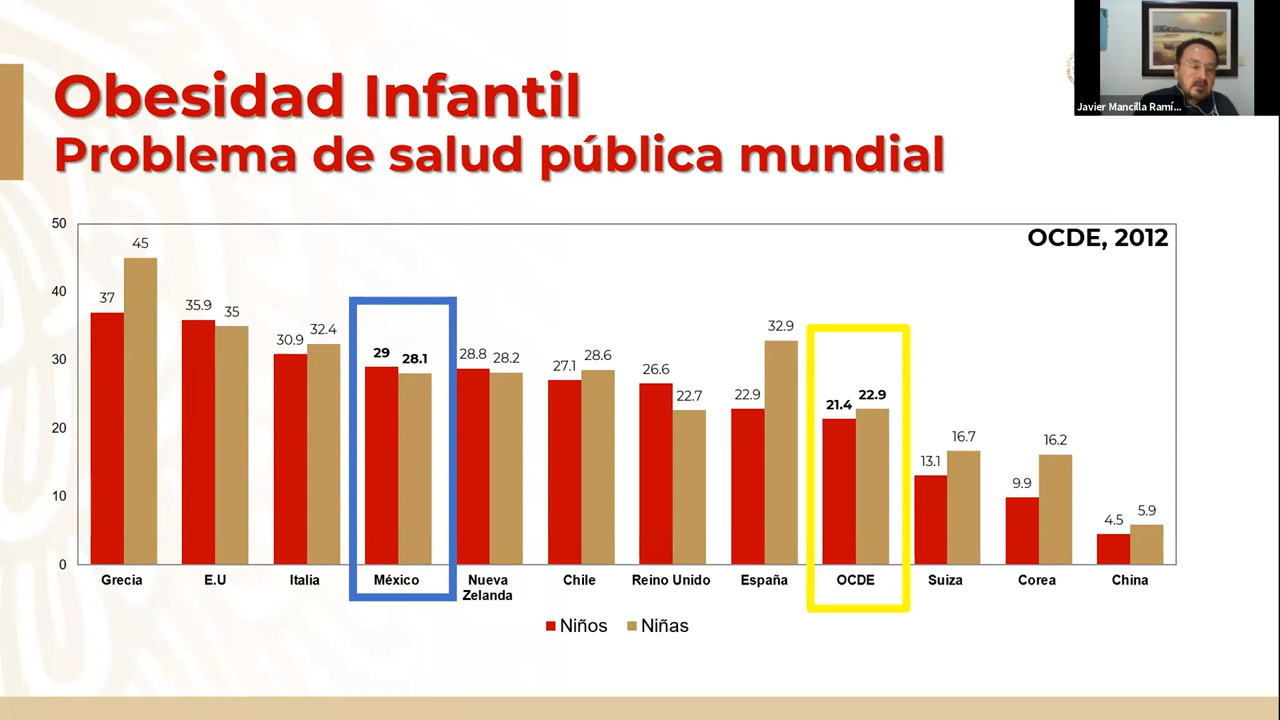 Obesidad Infantil
Problema de salud pública mundial
Javier Mancilla Ramí...
OCDE, 2012
50
40
30
20
10
0
37
45
35.9
35
30.9
32.4
29
28.1
28.8
28.2
27.1
28.6
26.6
22.7
22.9
32.9
21.4
22.9
13.1
16.7
9.9
16.2
4.5
5.9
Grecia
E.U
Italia
México
Nueva
Zelanda
Chile
Reino Unido
España
OCDE
Suiza
Corea
China
Niños
Niñas